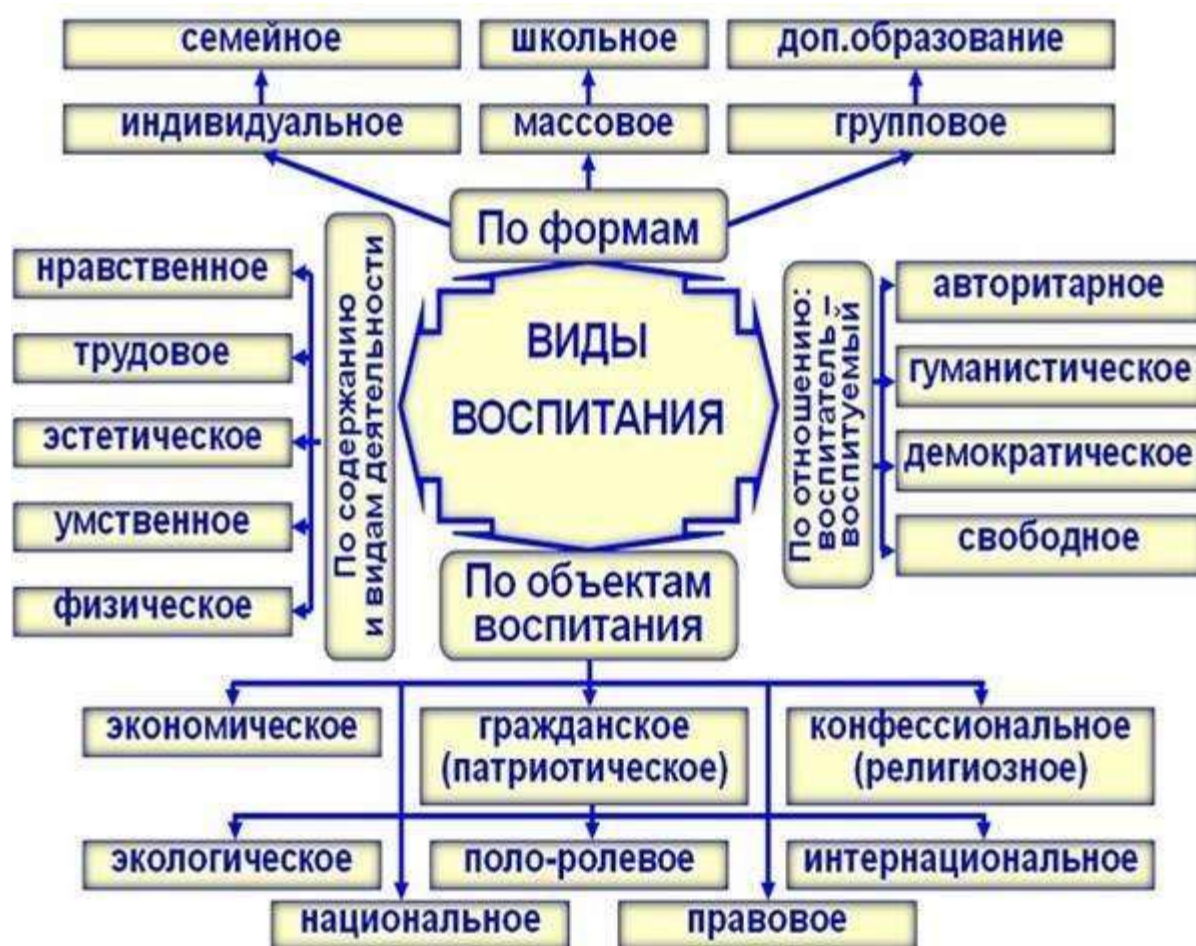 семейное
школьное
доп.образование
индивидуальное
массовое
групповое
По формам
По содержанию
и видам деятельности
нравственное
трудовое
эстетическое
умственное
физическое
ВИДЫ
ВОСПИТАНИЯ
По отношению:
воспитатель –
воспитуемый
авторитарное
гуманистическое
демократическое
свободное
По объектам
воспитания
экономическое
гражданское
(патриотическое)
конфессиональное
(религиозное)
экологическое
поло-ролевое
интернациональное
национальное
правовое